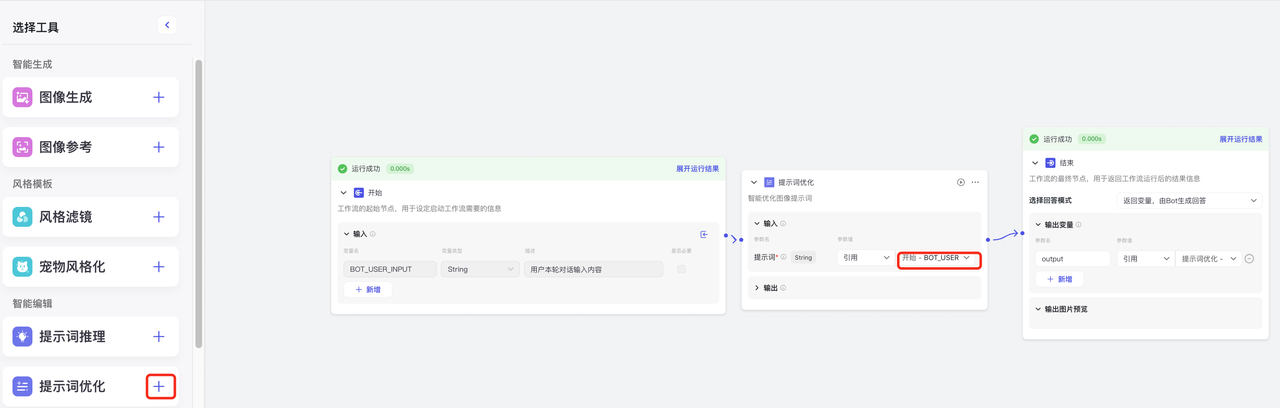 选择工具
智能生成
图像生成
图像参考
风格模板
风格滤镜
宠物风格化
智能编辑
提示词推理
提示词优化
运行成功 0.000s 展开运行结果
开始
工作流的起始节点，用于设定启动工作流需要的信息
输入
变量名 变量类型 描述 是否必要
BOT_USER_INPUT String 用户本轮对话输入内容
新增
提示词优化
智能优化图像提示词
输入
参数名 参数值
提示词* String 引用 开始 - BOT_USER
输出
运行成功 0.000s 展开运行结果
结束
工作流的最终节点，用于返回工作流运行后的结果信息
选择回答模式 返回变量，由Bot生成回答
输出变量
参数名 参数值
output 引用 提示词优化 -
新增
输出图片预览